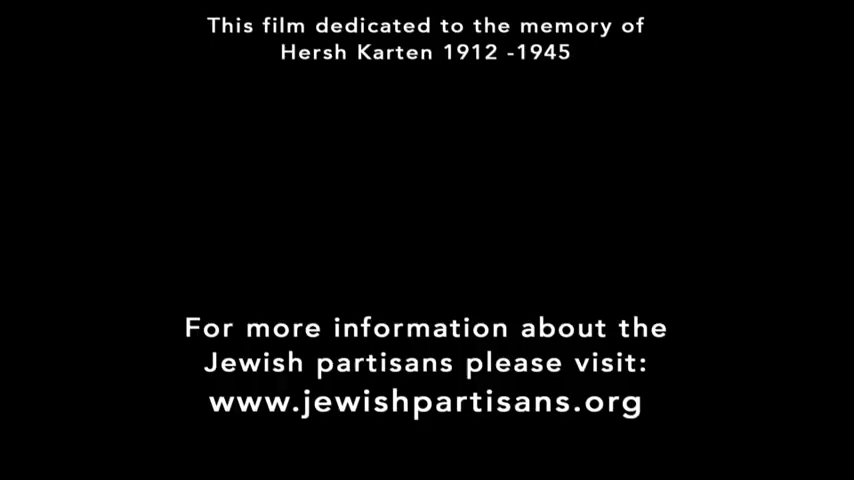 This film dedicated to the memory of
Hersh Karten 1912 -1945
For more information about the
Jewish partisans please visit:
www.jewishpartisans.org